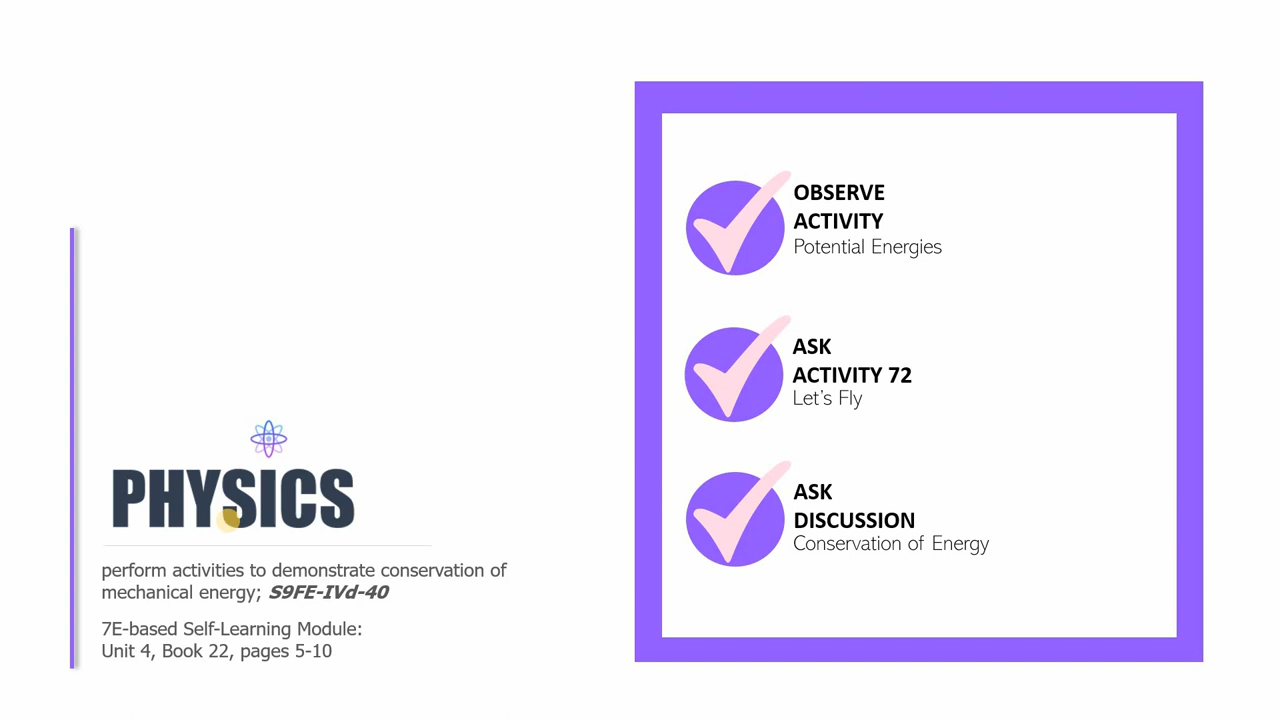 PHYSICS
perform activities to demonstrate conservation of
mechanical energy; S9FE-IVd-40
7E-based Self-Learning Module:
Unit 4, Book 22, pages 5-10
OBSERVE
ACTIVITY
Potential Energies
ASK
ACTIVITY 72
Let’s Fly
ASK
DISCUSSION
Conservation of Energy